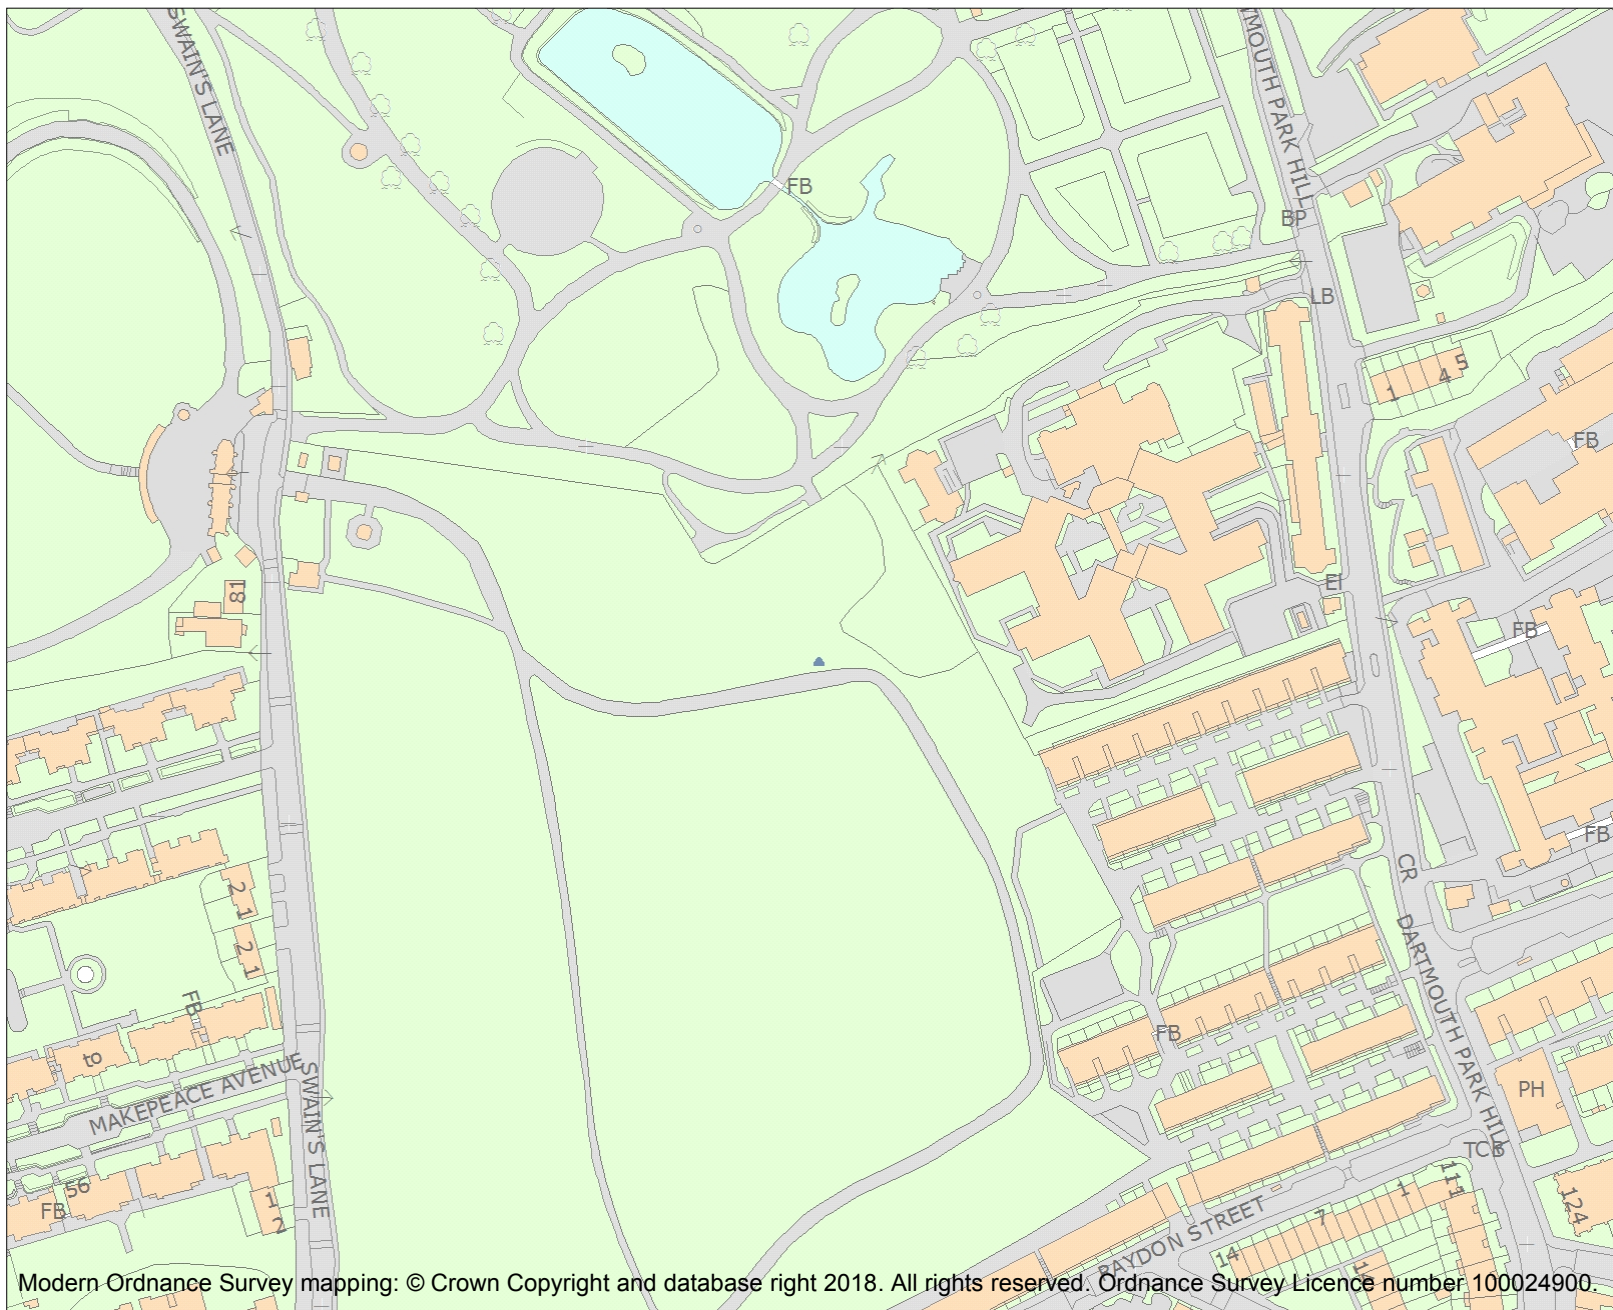 SWAIN'S LANE
TMOUTH PARK HILL
FB
BP
LB
1
4
5
FB
81
EI
FB
FB
2
1
2
1
CR
DARTMOUTH PARK HILL
FB
to
FB
MAKEPEACE AVENUE
SWAIN'S LANE
PH
TCB
56
FB
1
2
111
1
7
14
124
RAYDON STREET
Modern Ordnance Survey mapping: © Crown Copyright and database right 2018. All rights reserved. Ordnance Survey Licence number 100024900.